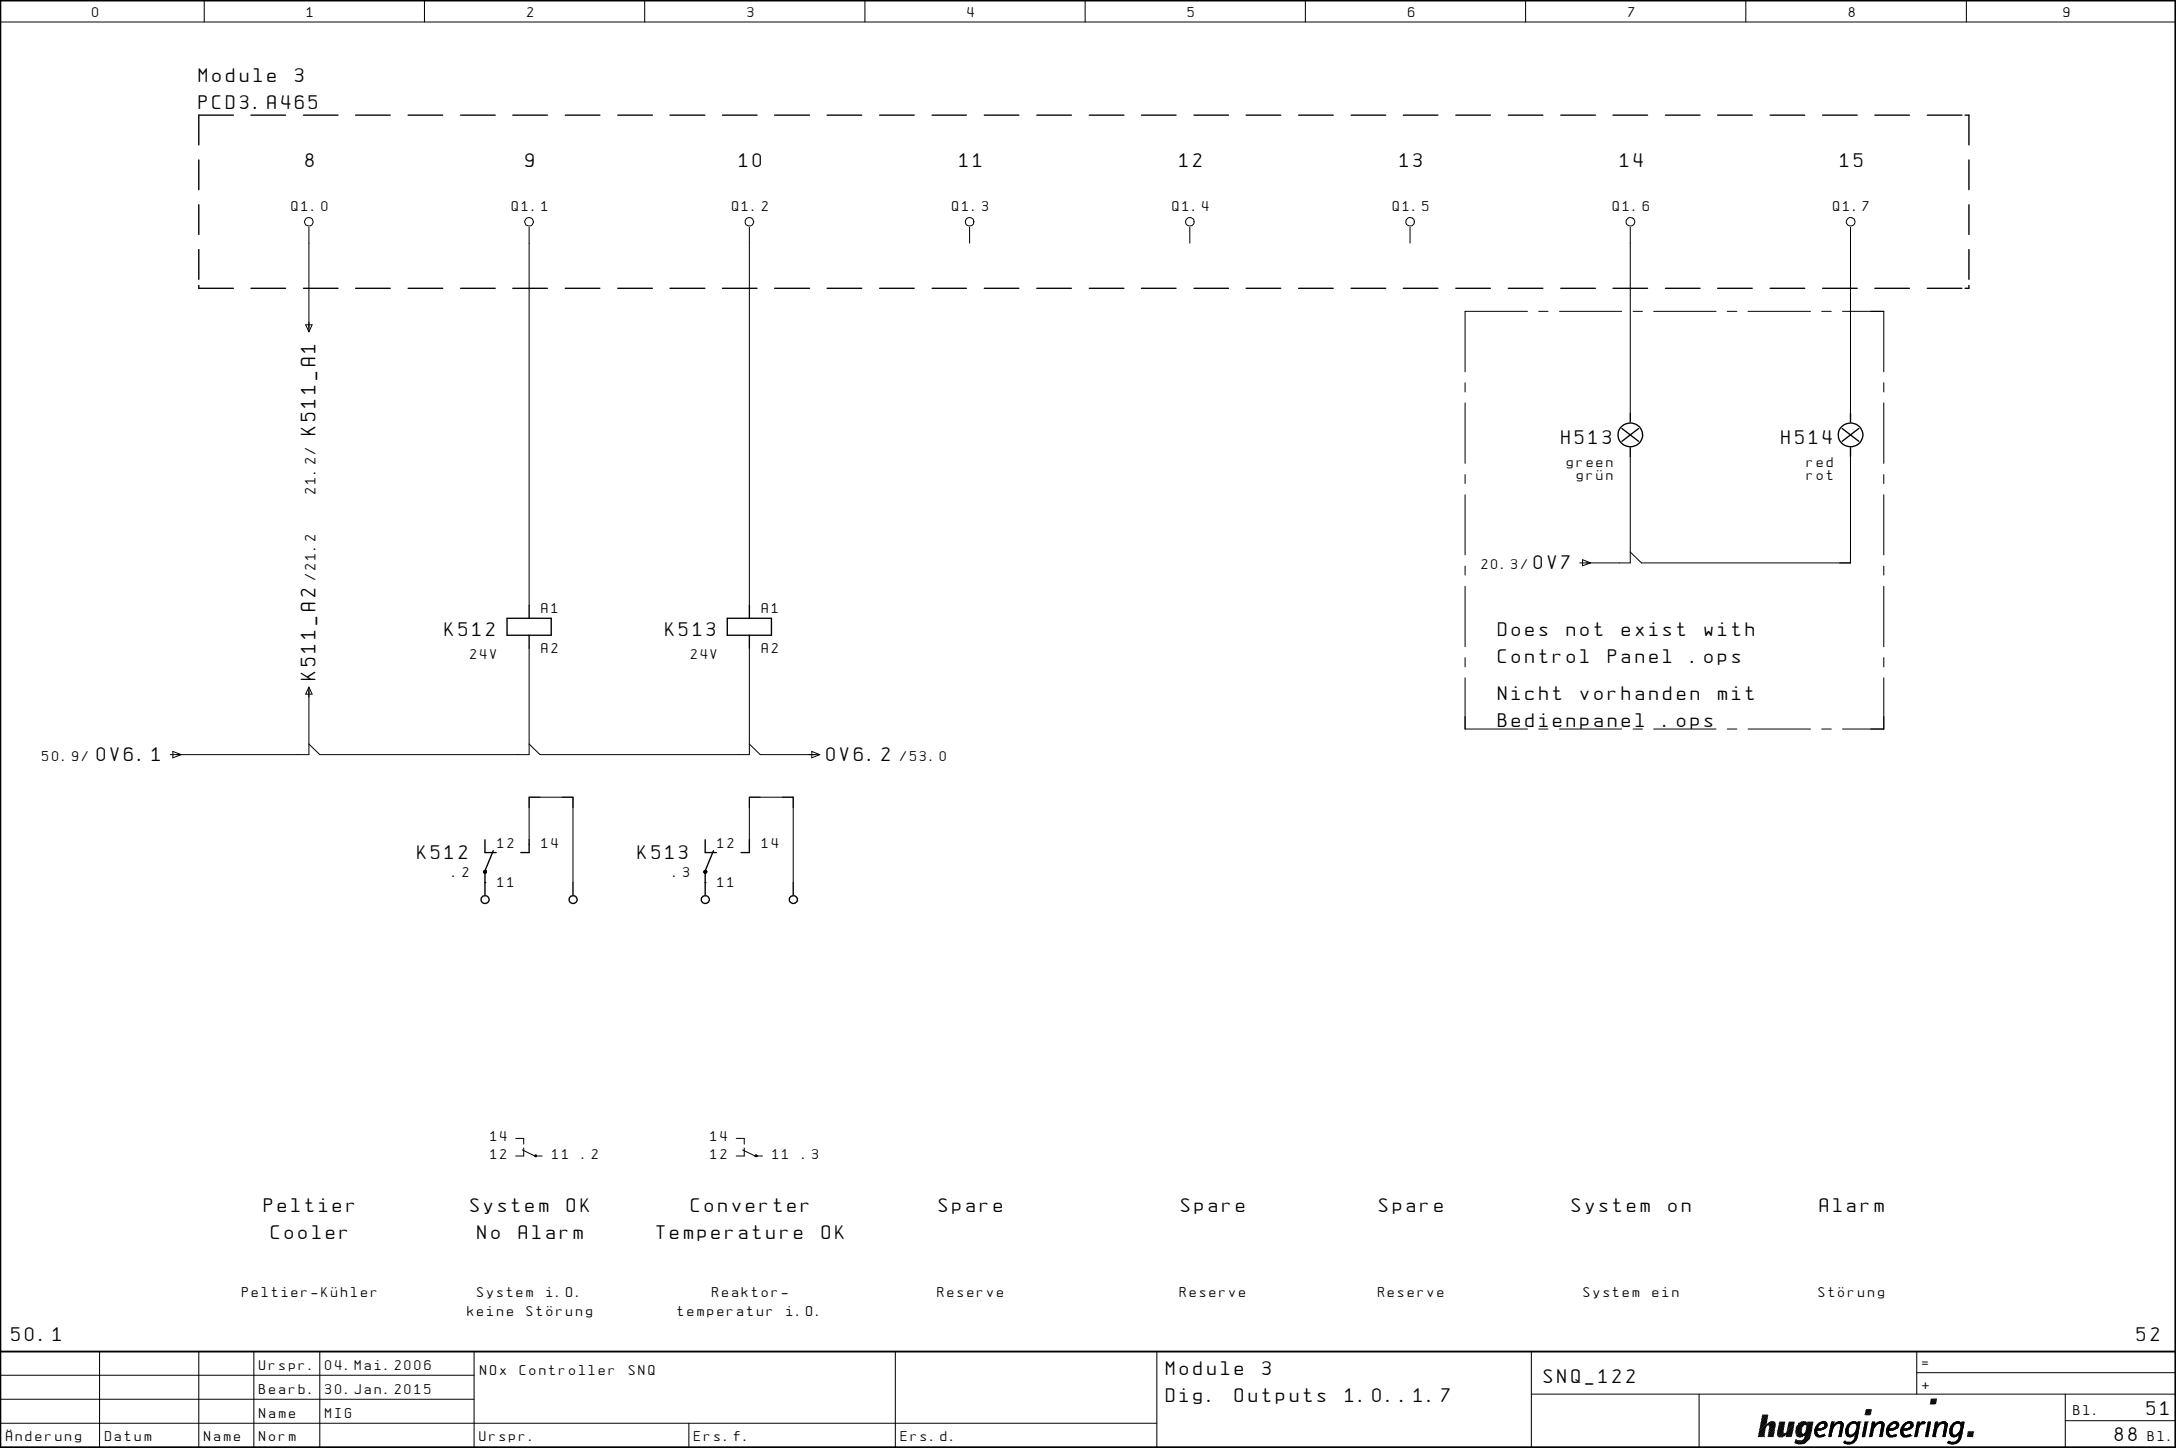 0 1 2 3 4 5 6 7 8 9
Module 3
PCD3.A465
8 9 10 11 12 13 14 15
Q1.0 Q1.1 Q1.2 Q1.3 Q1.4 Q1.5 Q1.6 Q1.7
21.2/ K511_A1
K511_A2 /21.2
H513
green
grün
H514
red
rot
20.3/0V7
Does not exist with
Control Panel .ops
Nicht vorhanden mit
Bedienpanel .ops
K512
24V
A1
A2
K513
24V
A1
A2
50.9/ 0V6.1
0V6.2 /53.0
K512
.2
12 14
11
K513
.3
12 14
11
14
12 11 .2
14
12 11 .3
Peltier
Cooler
System OK
No Alarm
Converter
Temperature OK
Spare
Spare
Spare
System on
Alarm
Peltier-Kühler
System i.O.
keine Störung
Reaktor-
temperatur i.O.
Reserve
Reserve
Reserve
System ein
Störung
50.1
52
Urspr. 04.Mai.2006
Bearb. 30.Jan.2015
Name MIG
Änderung Datum Name Norm
NOx Controller SNQ
Urspr. Ers.f. Ers.d.
Module 3
Dig. Outputs 1.0..1.7
SNQ_122
=
+
hugengineering.
Bl. 51
88 Bl.